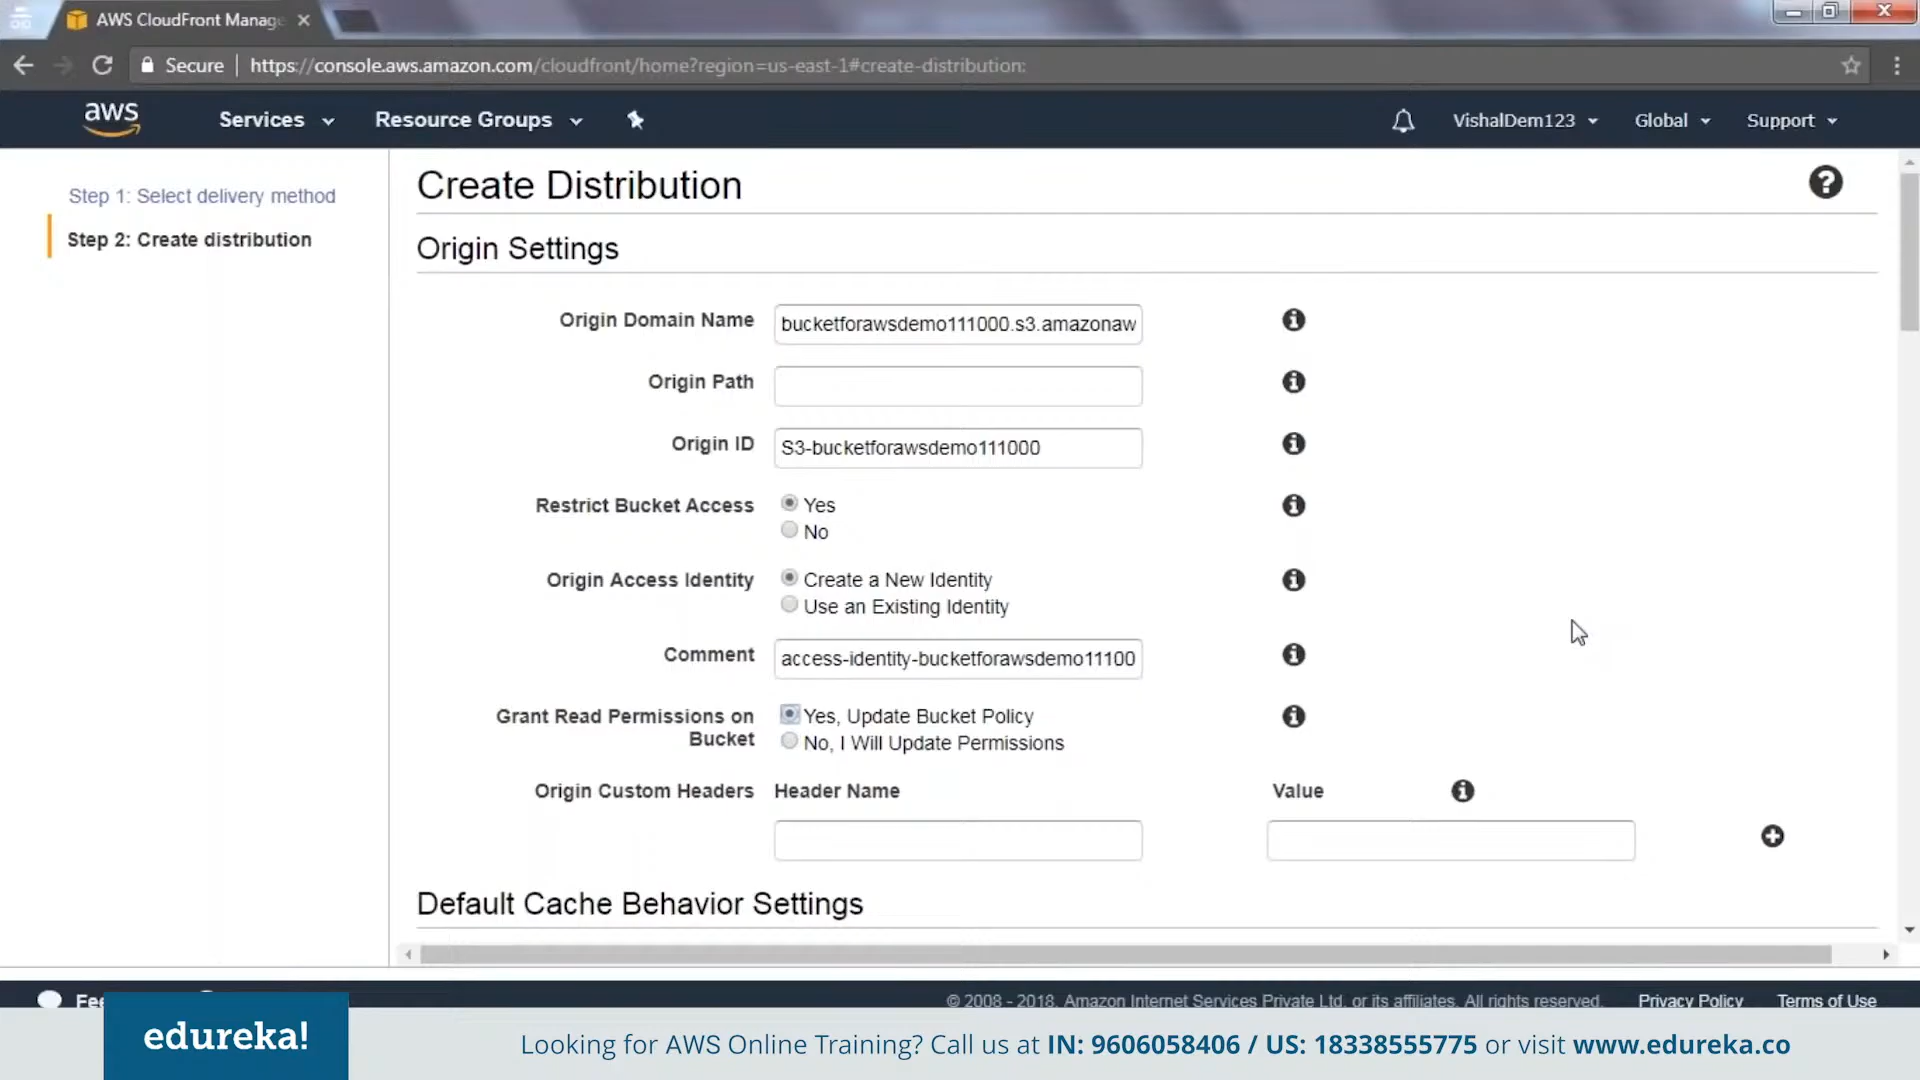 AWS CloudFront Manage
Secure
https://console.aws.amazon.com/cloudfront/home?region=us-east-1#create-distribution:
aws
Services
Resource Groups
VishalDem123
Global
Support
Step 1: Select delivery method
Step 2: Create distribution
Create Distribution
Origin Settings
Origin Domain Name
bucketforawsdemo111000.s3.amazonaw
Origin Path
Origin ID
S3-bucketforawsdemo111000
Restrict Bucket Access
Yes
No
Origin Access Identity
Create a New Identity
Use an Existing Identity
Comment
access-identity-bucketforawsdemo11100
Grant Read Permissions on
Bucket
Yes, Update Bucket Policy
No, I Will Update Permissions
Origin Custom Headers
Header Name
Value
Default Cache Behavior Settings
Fee
© 2008 - 2018, Amazon Internet Services Private Ltd. or its affiliates. All rights reserved.
Privacy Policy
Terms of Use
edureka!
Looking for AWS Online Training? Call us at IN: 9606058406 / US: 18338555775 or visit www.edureka.co